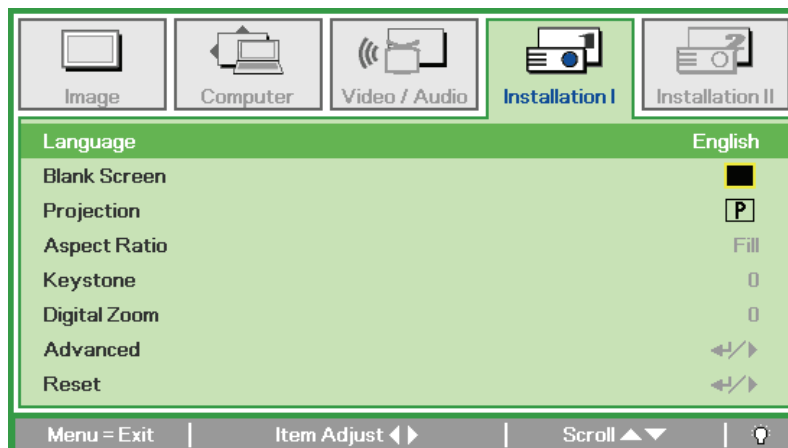 Image Computer Video / Audio Installation I Installation II
Language English
Blank Screen
Projection P
Aspect Ratio Fill
Keystone 0
Digital Zoom 0
Advanced
Reset
Menu = Exit Item Adjust Scroll